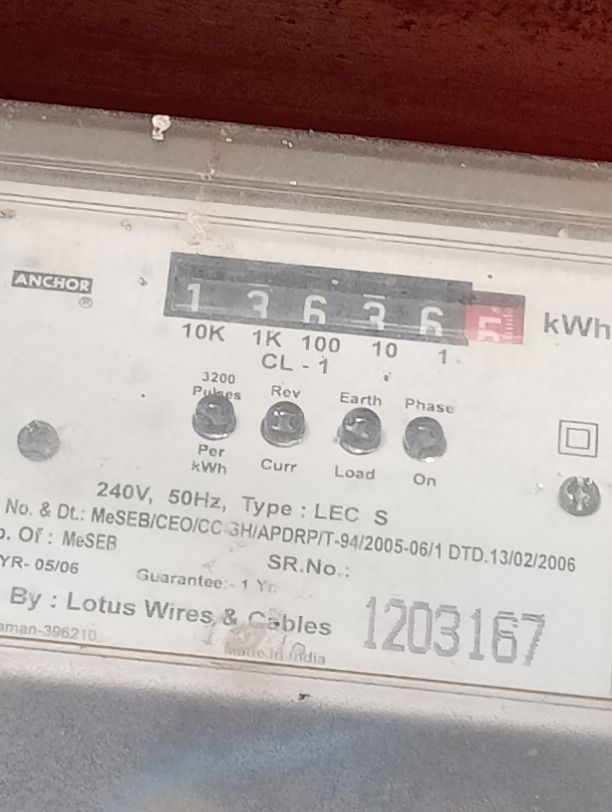 ANCHOR
®
1 3 6 3 6 5 kWh
10K 1K 100 10 1
CL - 1
3200 Pulses Per kWh
Rev Curr
Earth Load
Phase On
240V, 50Hz, Type : LEC S
No. & Dt.: MeSEB/CEO/CC-SH/APDRP/T-94/2005-06/1 DTD.13/02/2006
. Of : MeSEB
SR.No.:
YR- 05/06
Guarantee:- 1 Yr.
1203167
By : Lotus Wires & Cables
aman-396210
Made in India